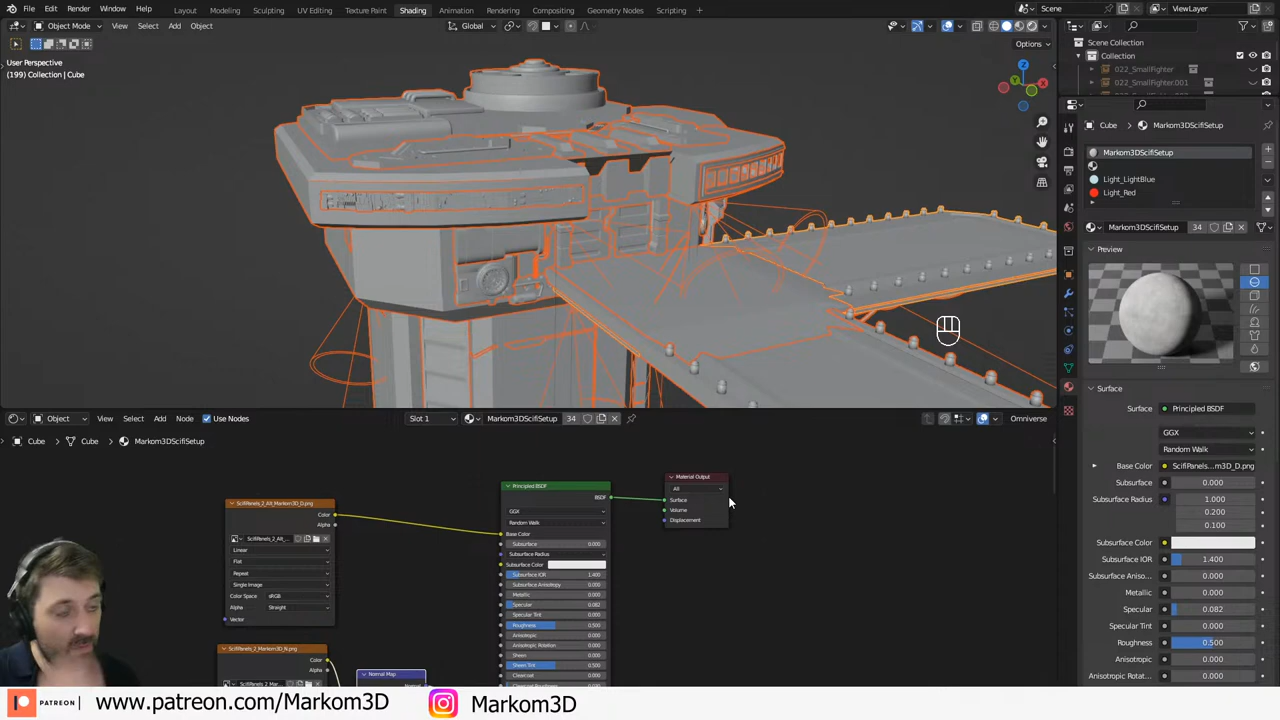 File Edit Render Window Help Layout Modeling Sculpting UV Editing Texture Paint Shading Animation Rendering Compositing Geometry Nodes Scripting Scene ViewLayer
Object Mode View Select Add Object Global
Options
User Perspective
(199) Collection | Cube
Scene Collection
Collection
022_SmallFighter
022_SmallFighter.001
Cube Markom3DScifiSetup
Markom3DScifiSetup
Light_LightBlue
Light_Red
Markom3DScifiSetup 34
Preview
Surface
Surface Principled BSDF
GGX
Random Walk
Base Color ScifiPanels...m3D_D.png
Subsurface 0.000
Subsurface Radius 1.000
0.200
0.100
Subsurface Color
Subsurface IOR 1.400
Subsurface Aniso... 0.000
Metallic 0.000
Specular 0.082
Specular Tint 0.000
Roughness 0.500
Anisotropic 0.000
Anisotropic Rotat... 0.000
Object View Select Add Node Use Nodes Slot 1 Markom3DScifiSetup 34 Omniverse
Cube Cube Markom3DScifiSetup
ScifiPanels_2_Alt_Markom3D_D.png
Color
Alpha
ScifiPanels_2_Alt_...
Linear
Flat
Repeat
Single Image
Color Space sRGB
Alpha Straight
Vector
ScifiPanels_2_Markom3D_N.png
Color
Alpha
ScifiPanels_2_Mar...
Normal Map
Normal
Principled BSDF
BSDF
GGX
Random Walk
Base Color
Subsurface 0.000
Subsurface Radius
Subsurface Color
Subsurface IOR 1.400
Subsurface Anisotropy 0.000
Metallic 0.000
Specular 0.082
Specular Tint 0.000
Roughness 0.500
Anisotropic 0.000
Anisotropic Rotation 0.000
Sheen 0.000
Sheen Tint 0.500
Clearcoat 0.000
Clearcoat Roughness
Material Output
All
Surface
Volume
Displacement
PATREON www.patreon.com/Markom3D Markom3D